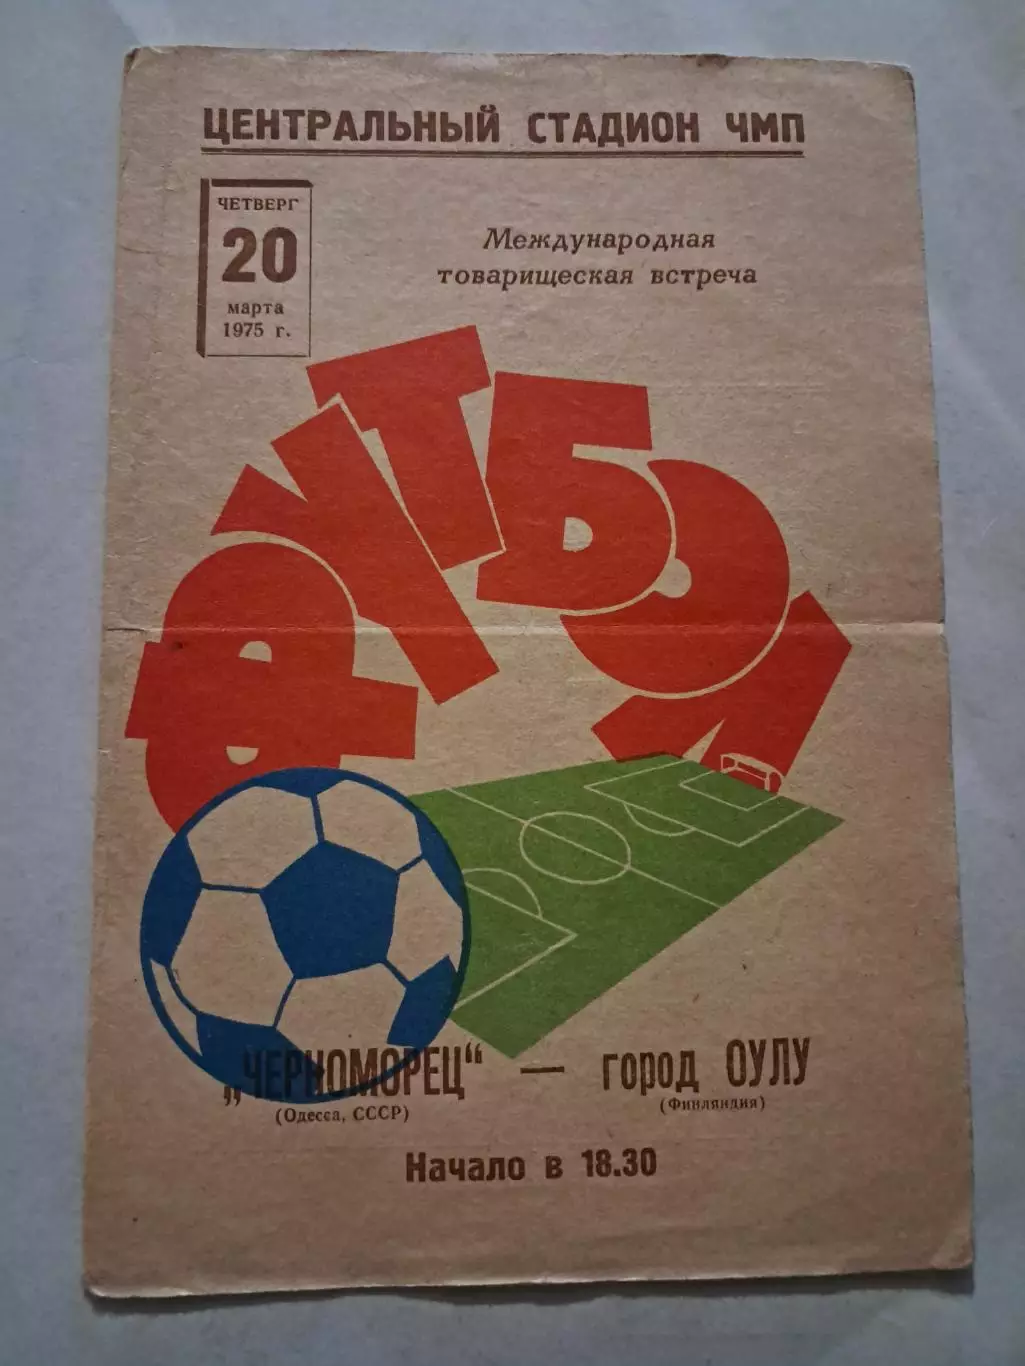 ЦЕНТРАЛЬНЫЙ СТАДИОН ЧМП
ЧЕТВЕРГ
20
марта
1975 г.
Международная
товарищеская встреча
ФУТБОЛ
„ЧЕРНОМОРЕЦ“ — город ОУЛУ
(Одесса, СССР) (Финляндия)
Начало в 18.30